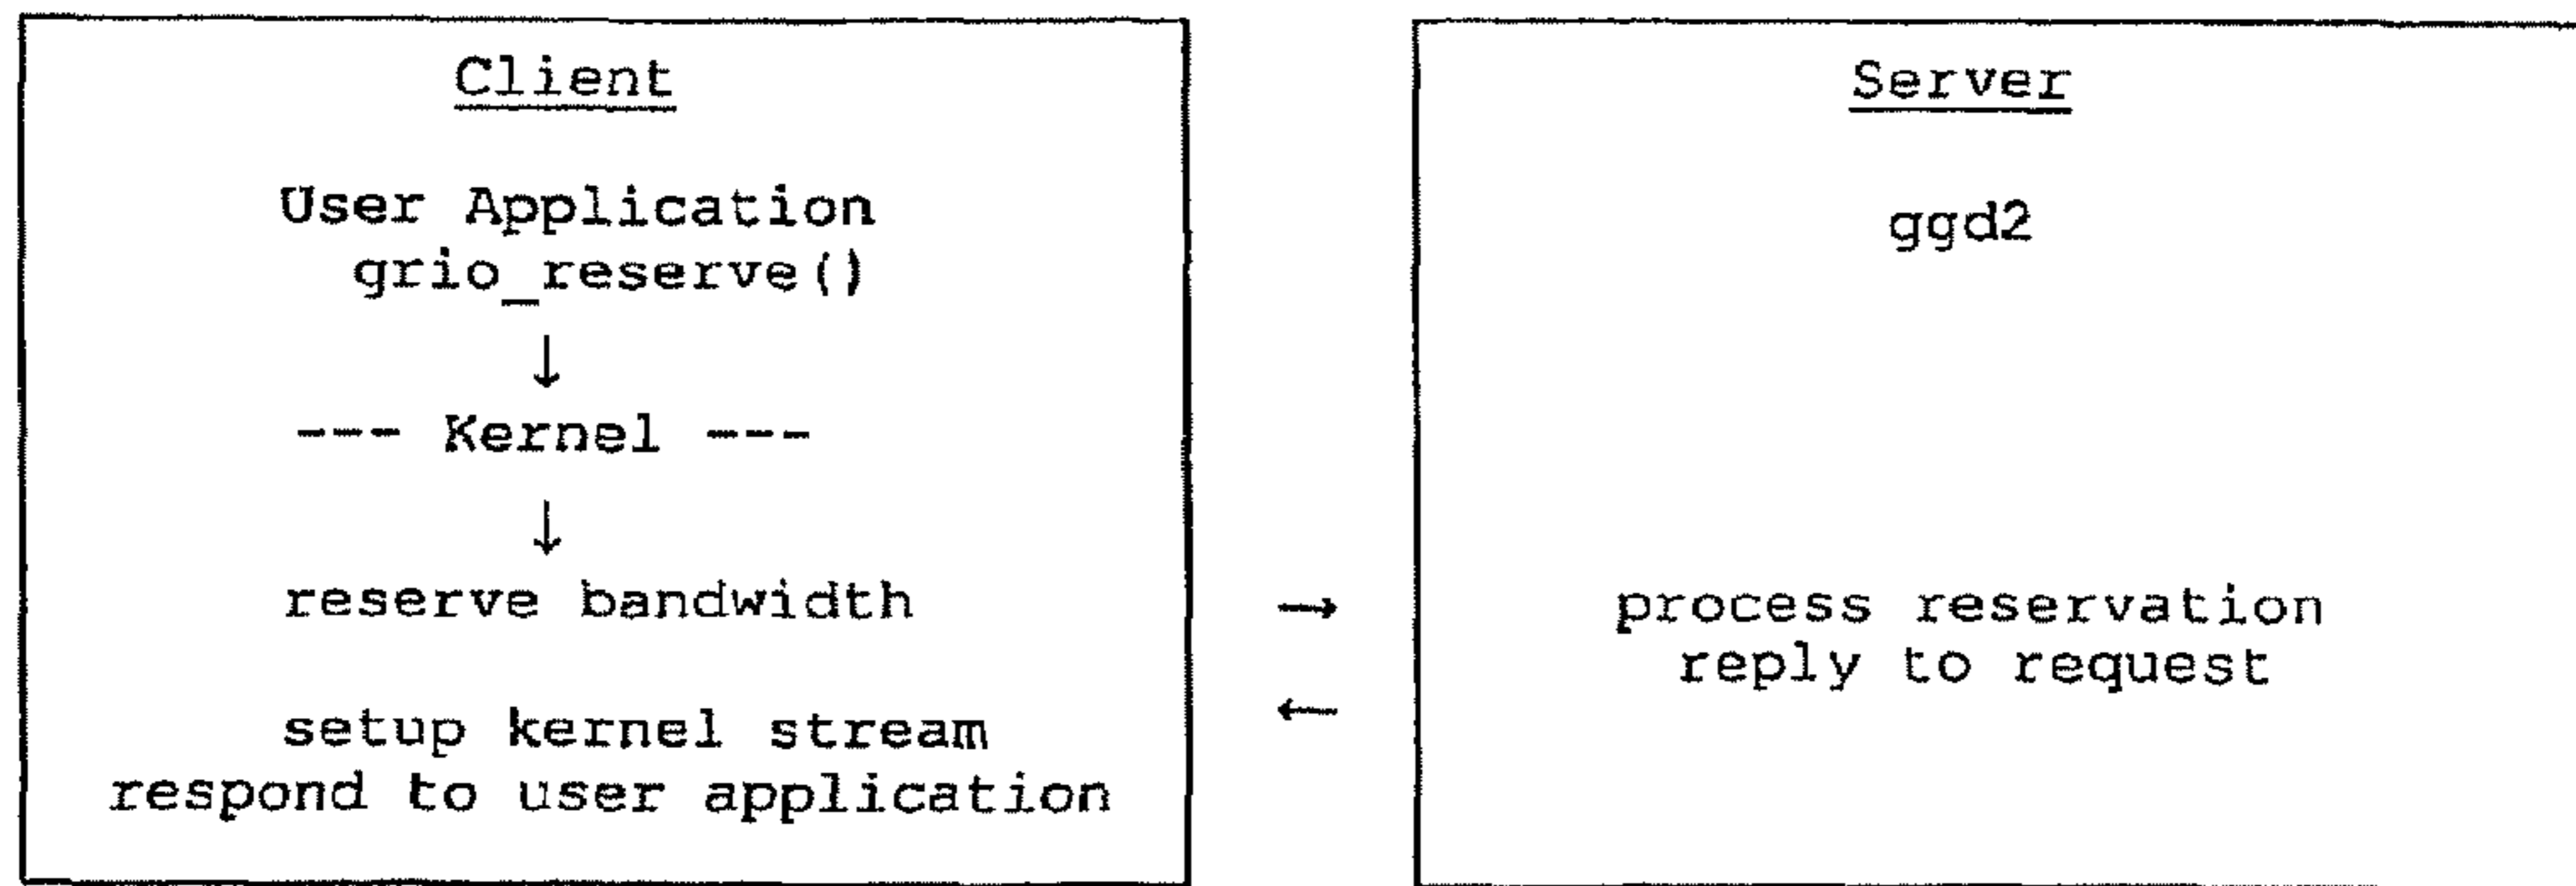 Client
User Application
grio_reserve()
↓
--- Kernel ---
↓
reserve bandwidth
setup kernel stream
respond to user application
→
←
Server
ggd2
process reservation
reply to request